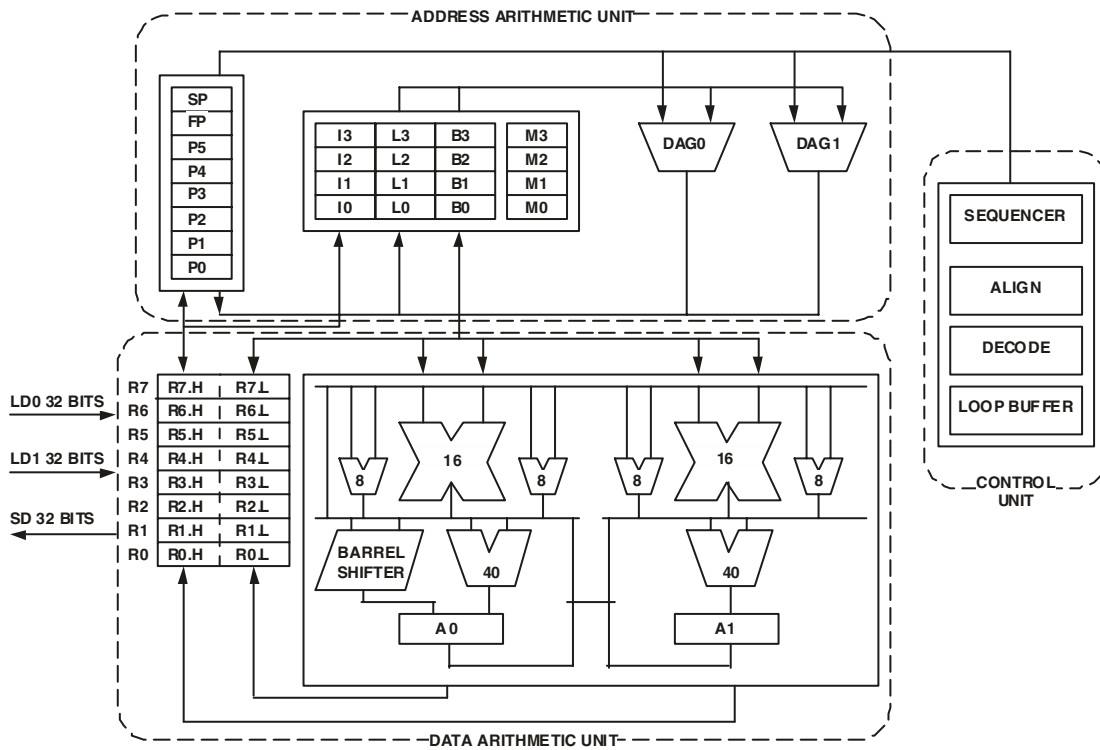 ADDRESS ARITHMETIC UNIT
SP
FP
P5
P4
P3
P2
P1
P0
I3 L3 B3 M3
I2 L2 B2 M2
I1 L1 B1 M1
I0 L0 B0 M0
DAG0
DAG1
SEQUENCER
ALIGN
DECODE
LOOP BUFFER
CONTROL
UNIT
LD0 32 BITS
LD1 32 BITS
SD 32 BITS
R7 R7.H R7.L
R6 R6.H R6.L
R5 R5.H R5.L
R4 R4.H R4.L
R3 R3.H R3.L
R2 R2.H R2.L
R1 R1.H R1.L
R0 R0.H R0.L
16
8
8
8
16
8
BARREL
SHIFTER
40
40
A0
A1
DATA ARITHMETIC UNIT